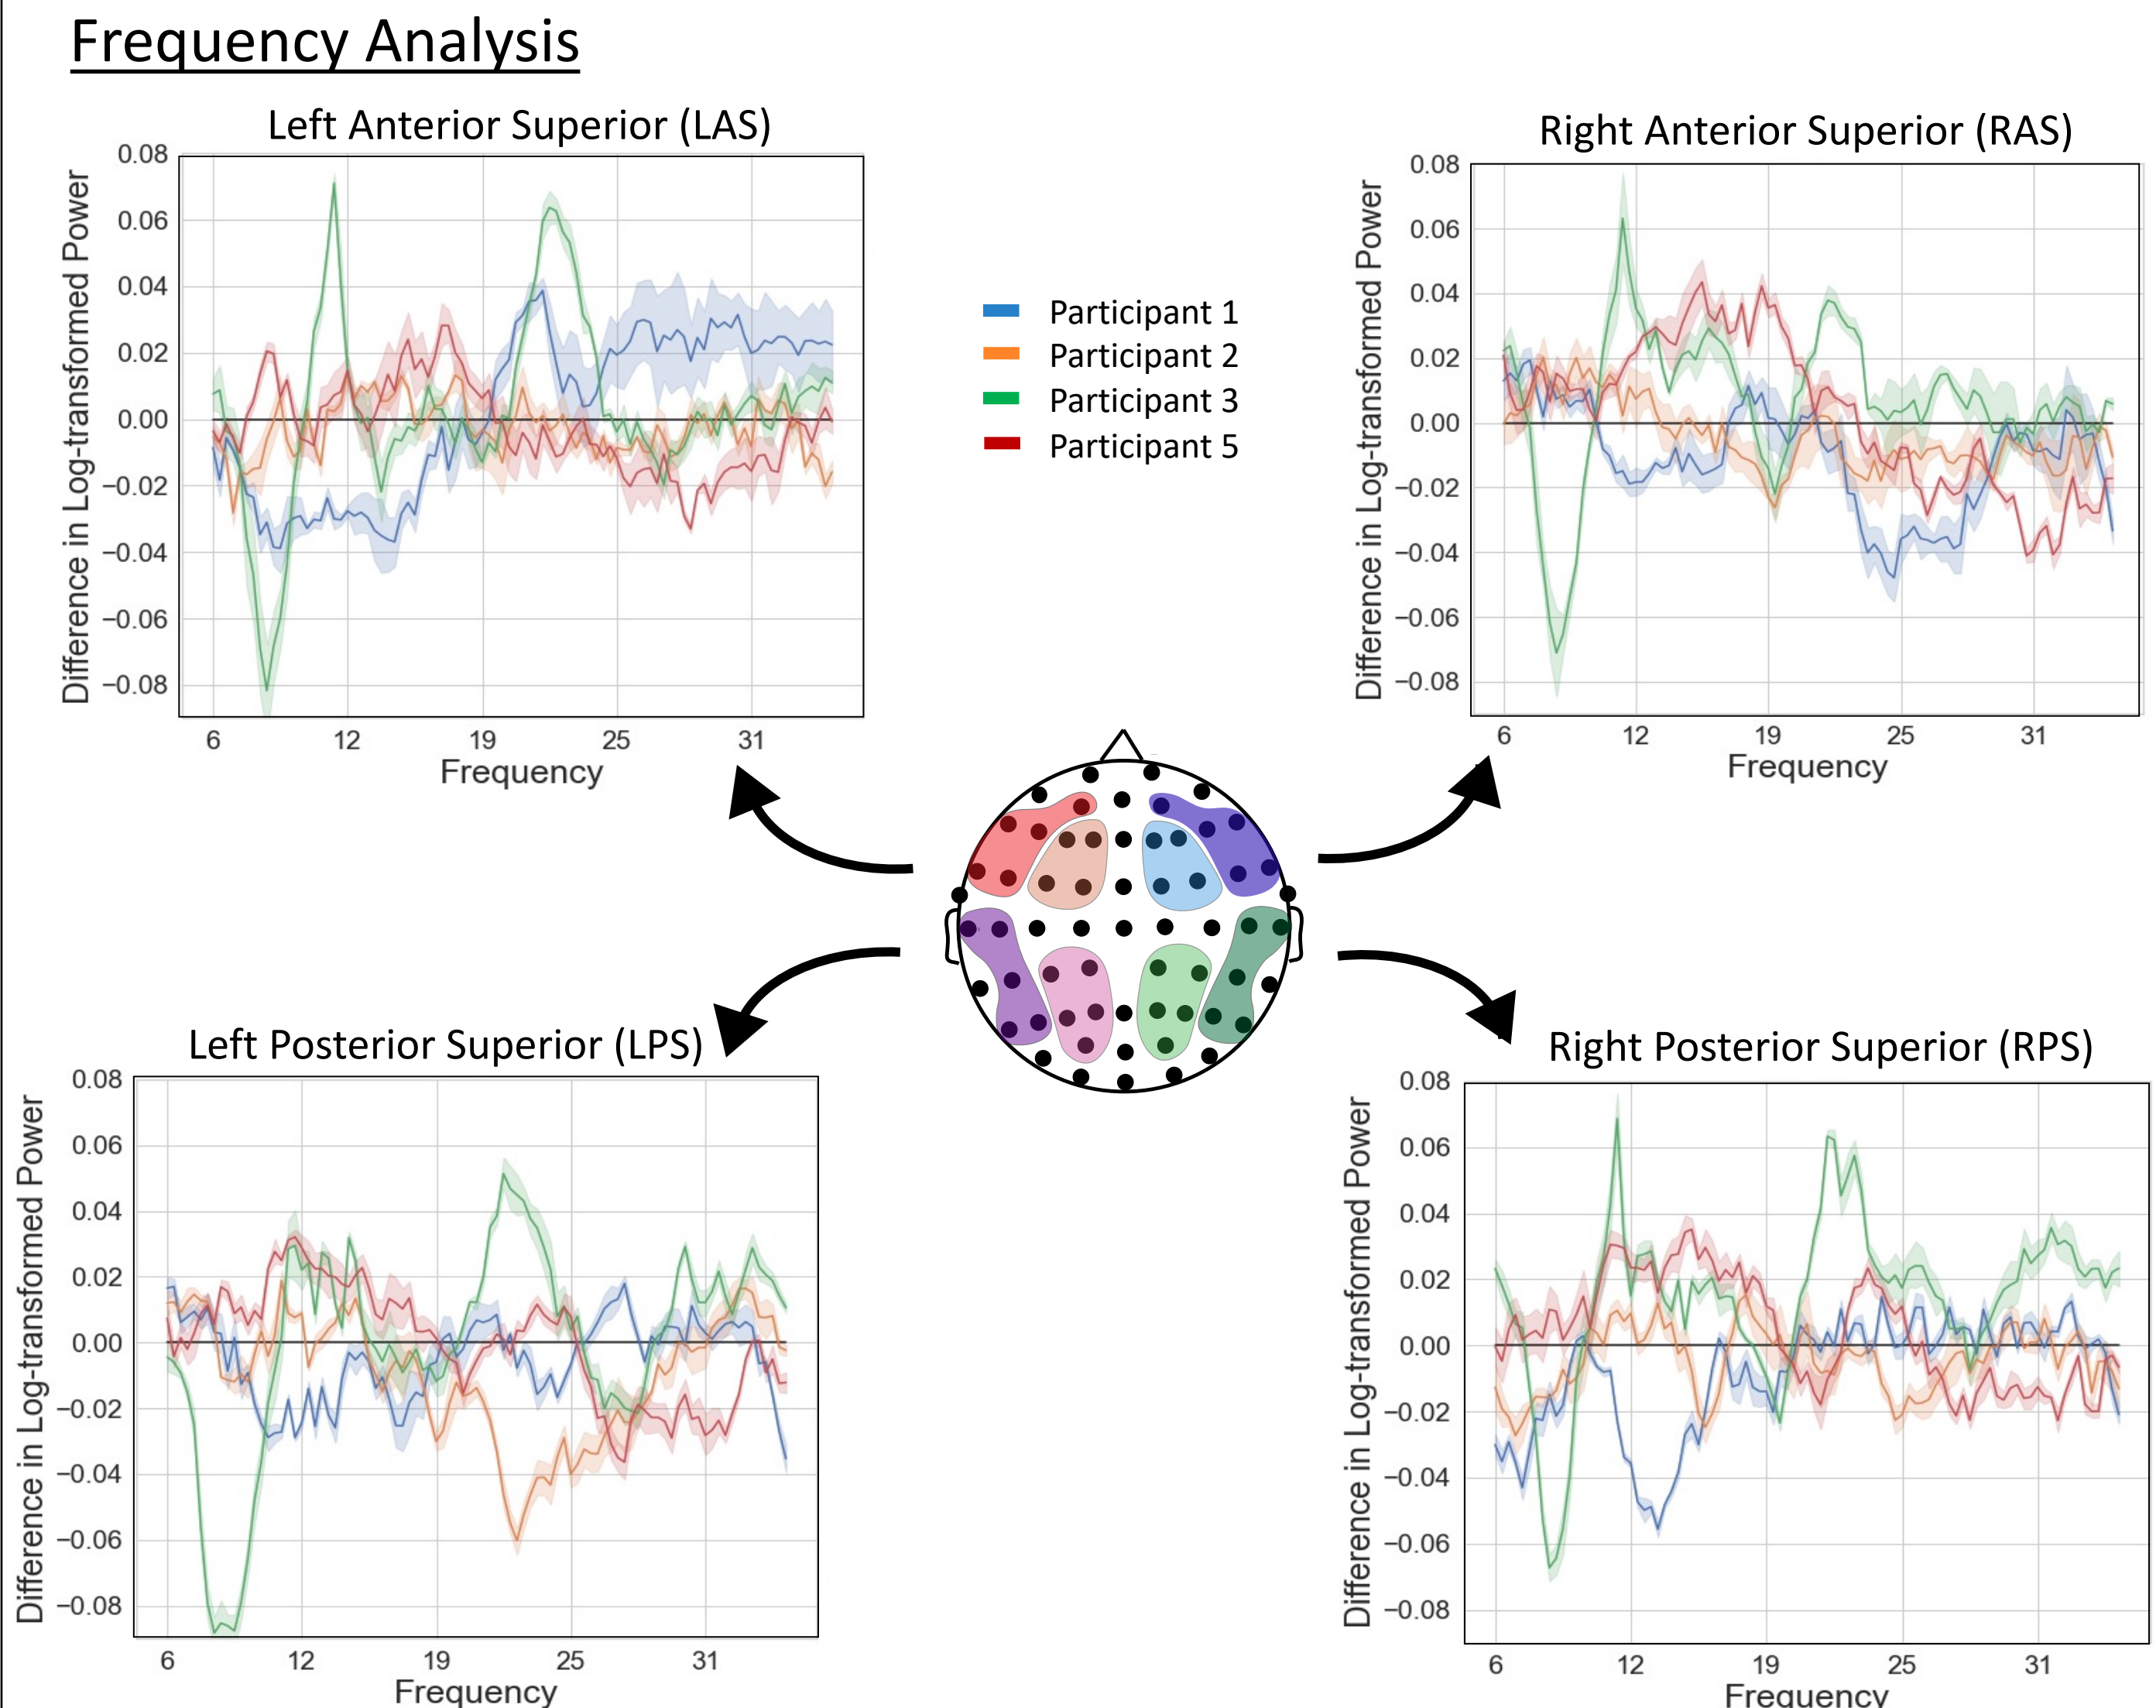 Frequency Analysis
Left Anterior Superior (LAS)
Difference in Log-transformed Power
0.08
0.06
0.04
0.02
0.00
−0.02
−0.04
−0.06
−0.08
6 12 19 25 31
Frequency
Right Anterior Superior (RAS)
Difference in Log-transformed Power
0.08
0.06
0.04
0.02
0.00
−0.02
−0.04
−0.06
−0.08
6 12 19 25 31
Frequency
Participant 1
Participant 2
Participant 3
Participant 5
Left Posterior Superior (LPS)
Difference in Log-transformed Power
0.08
0.06
0.04
0.02
0.00
−0.02
−0.04
−0.06
−0.08
6 12 19 25 31
Frequency
Right Posterior Superior (RPS)
Difference in Log-transformed Power
0.08
0.06
0.04
0.02
0.00
−0.02
−0.04
−0.06
−0.08
6 12 19 25 31
Frequency